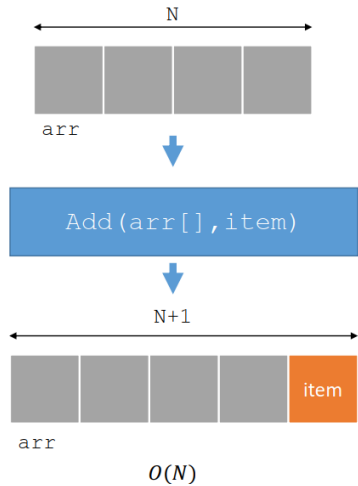 N
arr
Add(arr[],item)
N+1
item
arr
O(N)